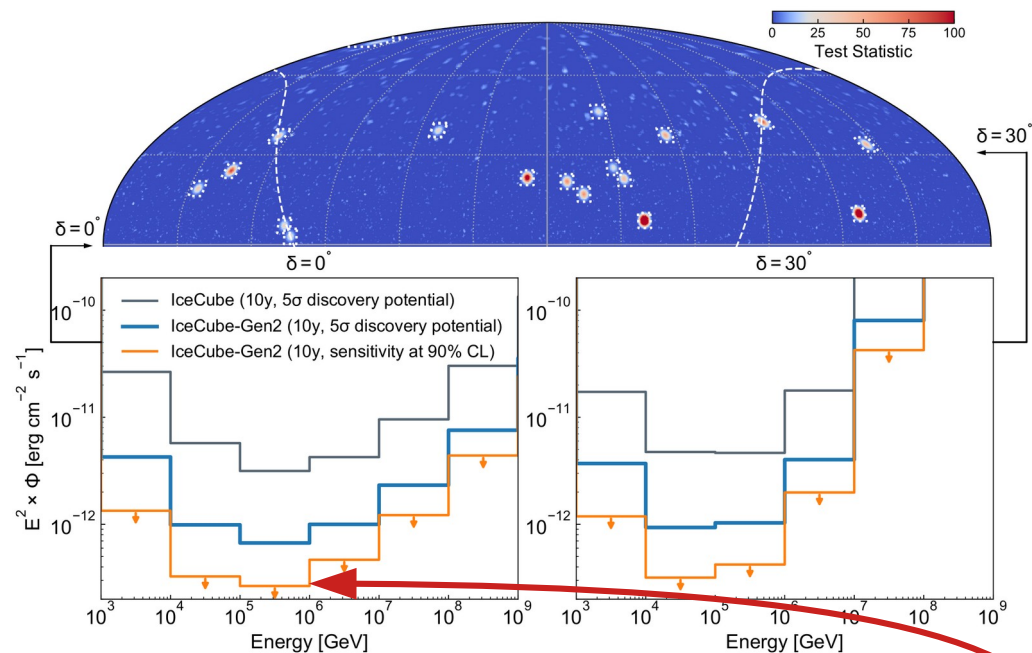 0 25 50 75 100
Test Statistic
δ = 30°
δ = 0°
δ = 0°
δ = 30°
IceCube (10y, 5σ discovery potential)
IceCube-Gen2 (10y, 5σ discovery potential)
IceCube-Gen2 (10y, sensitivity at 90% CL)
E² × Φ [erg cm⁻² s⁻¹]
10⁻¹⁰
10⁻¹¹
10⁻¹²
10³ 10⁴ 10⁵ 10⁶ 10⁷ 10⁸ 10⁹
Energy [GeV]
10⁻¹⁰
10⁻¹¹
10⁻¹²
10³ 10⁴ 10⁵ 10⁶ 10⁷ 10⁸ 10⁹
Energy [GeV]